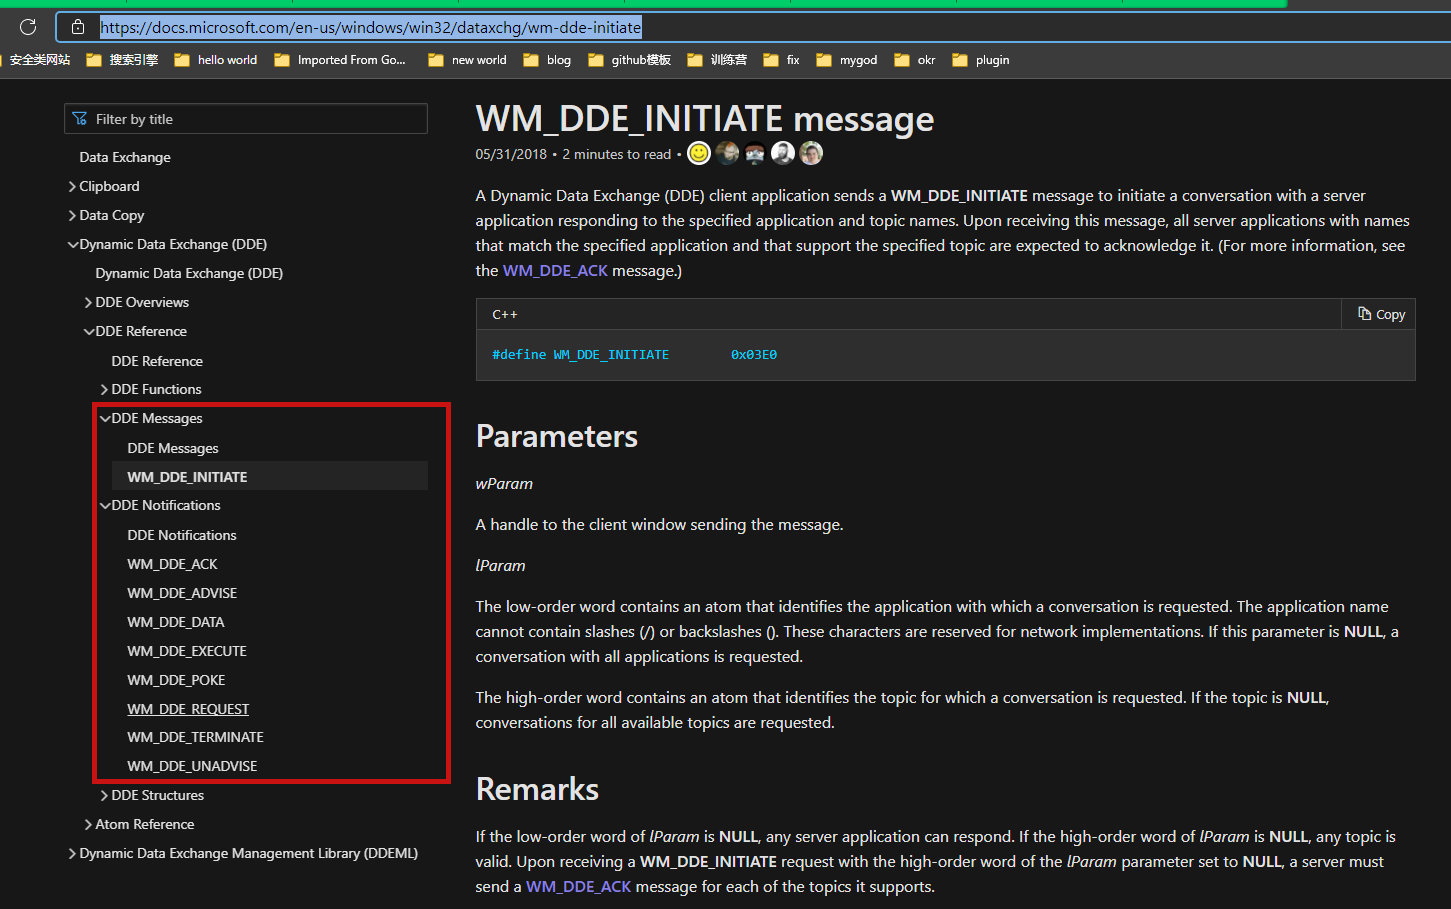 https://docs.microsoft.com/en-us/windows/win32/dataxchg/wm-dde-initiate
安全类网站 搜索引擎 hello world Imported From Go... new world blog github模板 训练营 fix mygod okr plugin
Filter by title
Data Exchange
Clipboard
Data Copy
Dynamic Data Exchange (DDE)
Dynamic Data Exchange (DDE)
DDE Overviews
DDE Reference
DDE Reference
DDE Functions
DDE Messages
DDE Messages
WM_DDE_INITIATE
DDE Notifications
DDE Notifications
WM_DDE_ACK
WM_DDE_ADVISE
WM_DDE_DATA
WM_DDE_EXECUTE
WM_DDE_POKE
WM_DDE_REQUEST
WM_DDE_TERMINATE
WM_DDE_UNADVISE
DDE Structures
Atom Reference
Dynamic Data Exchange Management Library (DDEML)
WM_DDE_INITIATE message
05/31/2018 • 2 minutes to read •
A Dynamic Data Exchange (DDE) client application sends a WM_DDE_INITIATE message to initiate a conversation with a server
application responding to the specified application and topic names. Upon receiving this message, all server applications with names
that match the specified application and that support the specified topic are expected to acknowledge it. (For more information, see
the WM_DDE_ACK message.)
C++ Copy
#define WM_DDE_INITIATE 0x03E0
Parameters
wParam
A handle to the client window sending the message.
lParam
The low-order word contains an atom that identifies the application with which a conversation is requested. The application name
cannot contain slashes (/) or backslashes (). These characters are reserved for network implementations. If this parameter is NULL, a
conversation with all applications is requested.
The high-order word contains an atom that identifies the topic for which a conversation is requested. If the topic is NULL,
conversations for all available topics are requested.
Remarks
If the low-order word of lParam is NULL, any server application can respond. If the high-order word of lParam is NULL, any topic is
valid. Upon receiving a WM_DDE_INITIATE request with the high-order word of the lParam parameter set to NULL, a server must
send a WM_DDE_ACK message for each of the topics it supports.